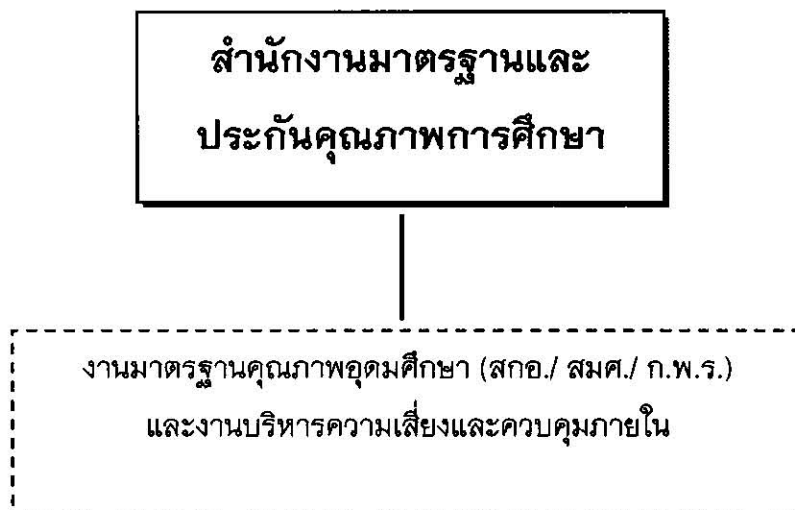 สำนักงานมาตรฐานและ
ประกันคุณภาพการศึกษา
งานมาตรฐานคุณภาพอุดมศึกษา (สกอ./ สมศ./ ก.พ.ร.)
และงานบริหารความเสี่ยงและควบคุมภายใน